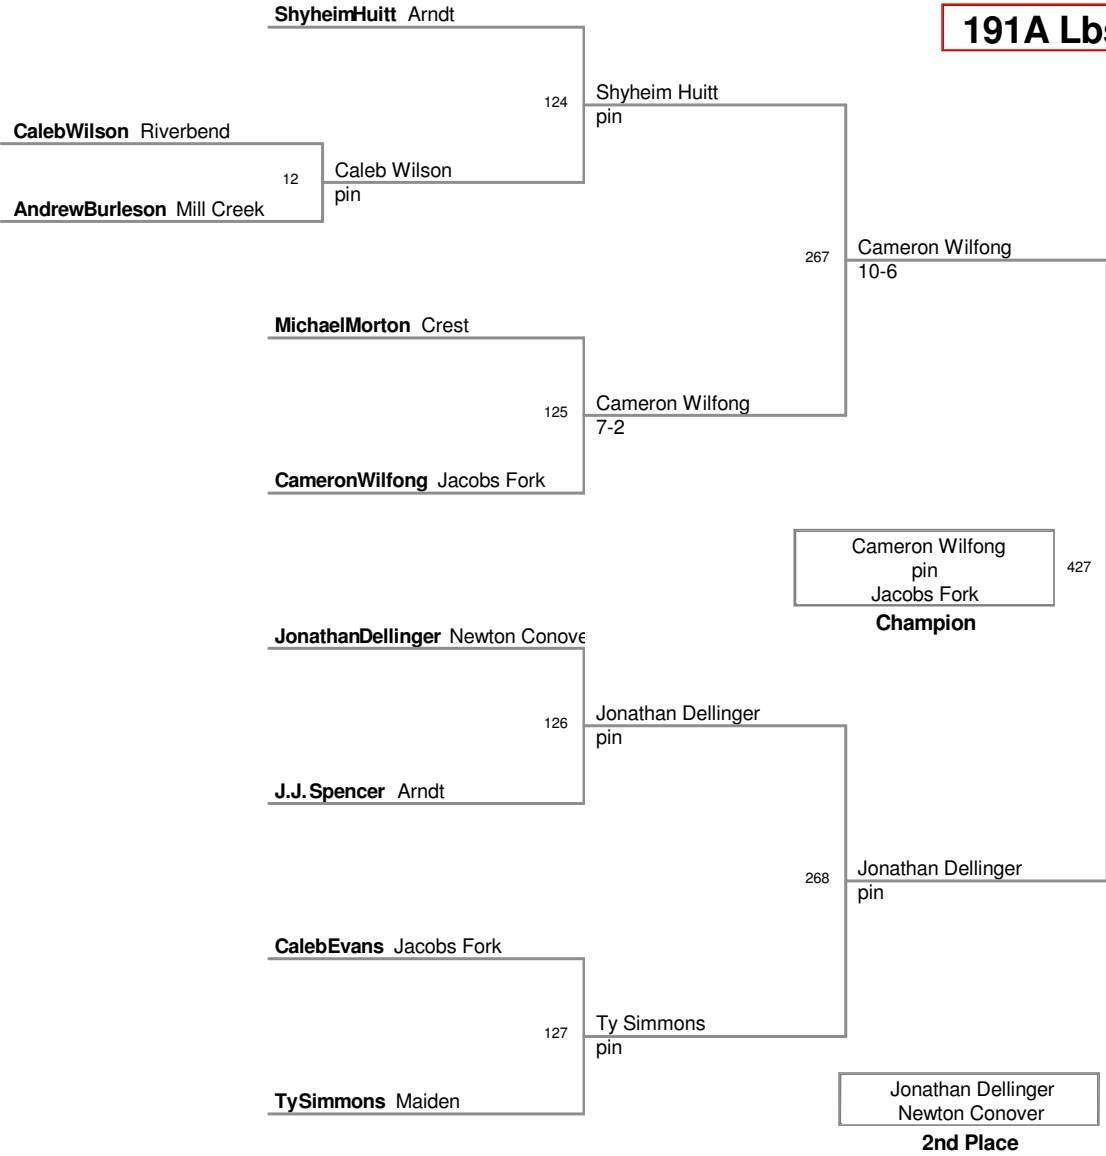 ShyheimHuitt Arndt
191A Lbs
124
Shyheim Huitt
pin
CalebWilson Riverbend
12
Caleb Wilson
pin
AndrewBurleson Mill Creek
267
Cameron Wilfong
10-6
MichaelMorton Crest
125
Cameron Wilfong
7-2
CameronWilfong Jacobs Fork
Cameron Wilfong
pin
Jacobs Fork
427
Champion
JonathanDellinger Newton Conove
126
Jonathan Dellinger
pin
J.J. Spencer Arndt
268
Jonathan Dellinger
pin
CalebEvans Jacobs Fork
127
Ty Simmons
pin
TySimmons Maiden
Jonathan Dellinger
Newton Conover
2nd Place